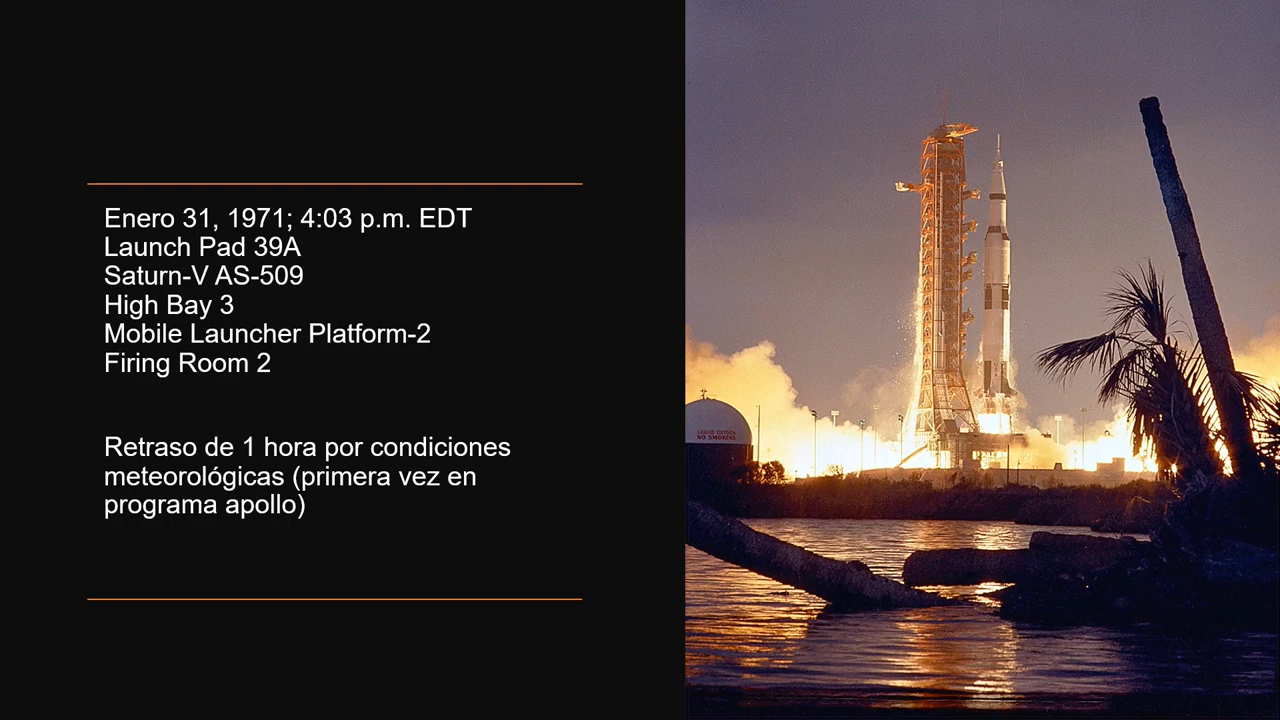 Enero 31, 1971; 4:03 p.m. EDT
Launch Pad 39A
Saturn-V AS-509
High Bay 3
Mobile Launcher Platform-2
Firing Room 2
Retraso de 1 hora por condiciones
meteorológicas (primera vez en
programa apollo)
LIQUID OXYGEN
NO SMOKING